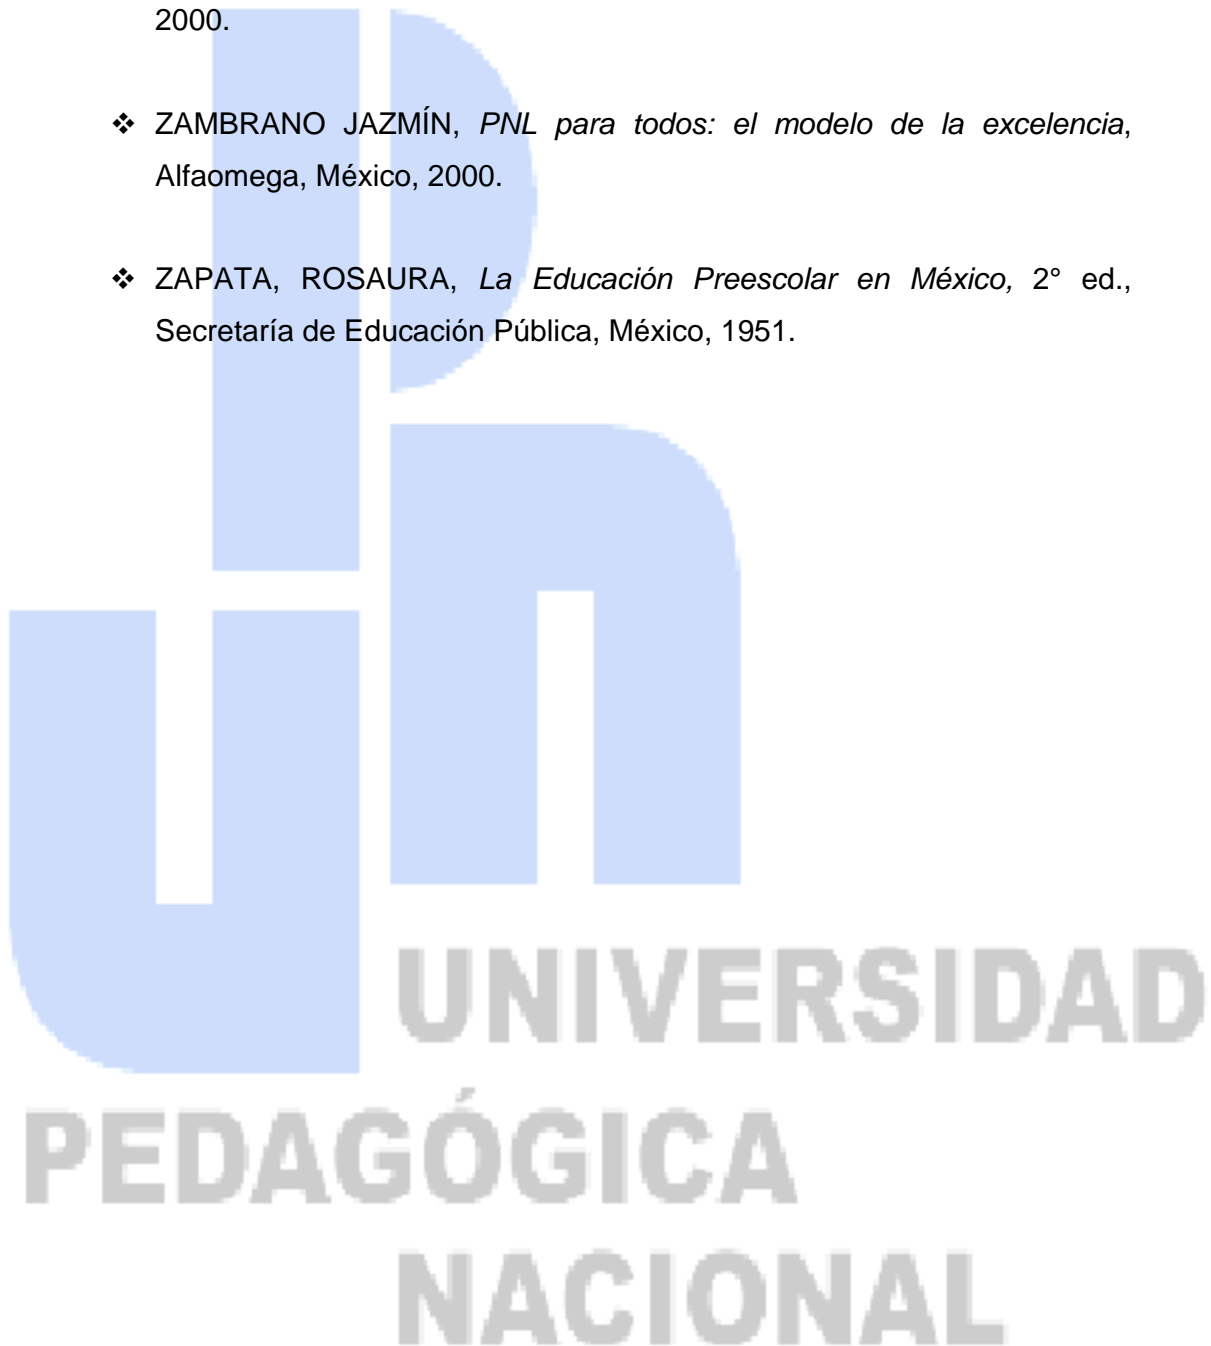 2000.
❖ ZAMBRANO JAZMÍN, PNL para todos: el modelo de la excelencia,
Alfaomega, México, 2000.
❖ ZAPATA, ROSAURA, La Educación Preescolar en México, 2° ed.,
Secretaría de Educación Pública, México, 1951.
UNIVERSIDAD
PEDAGÓGICA
NACIONAL